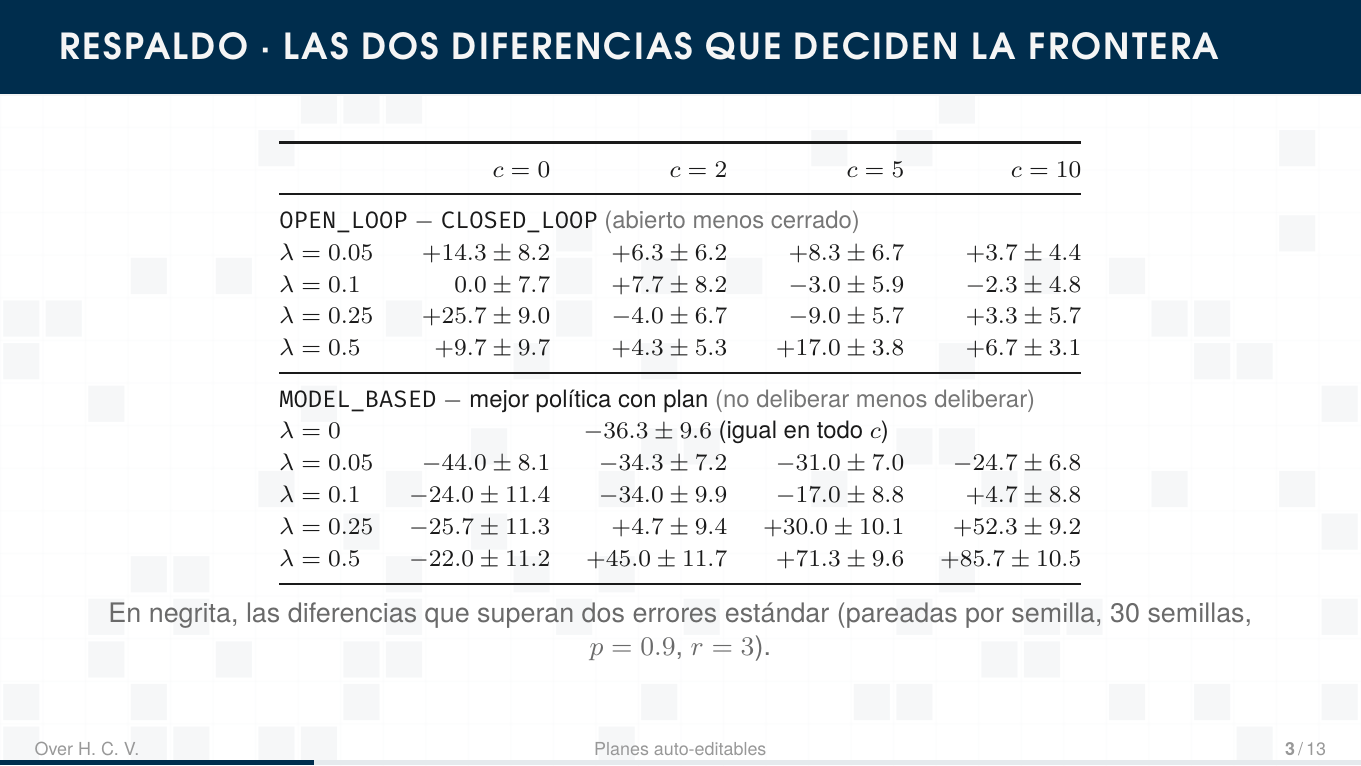 RESPALDO · LAS DOS DIFERENCIAS QUE DECIDEN LA FRONTERA
c = 0 c = 2 c = 5 c = 10
OPEN_LOOP − CLOSED_LOOP (abierto menos cerrado)
λ = 0.05 +14.3 ± 8.2 +6.3 ± 6.2 +8.3 ± 6.7 +3.7 ± 4.4
λ = 0.1 0.0 ± 7.7 +7.7 ± 8.2 −3.0 ± 5.9 −2.3 ± 4.8
λ = 0.25 +25.7 ± 9.0 −4.0 ± 6.7 −9.0 ± 5.7 +3.3 ± 5.7
λ = 0.5 +9.7 ± 9.7 +4.3 ± 5.3 +17.0 ± 3.8 +6.7 ± 3.1
MODEL_BASED − mejor política con plan (no deliberar menos deliberar)
λ = 0 −36.3 ± 9.6 (igual en todo c)
λ = 0.05 −44.0 ± 8.1 −34.3 ± 7.2 −31.0 ± 7.0 −24.7 ± 6.8
λ = 0.1 −24.0 ± 11.4 −34.0 ± 9.9 −17.0 ± 8.8 +4.7 ± 8.8
λ = 0.25 −25.7 ± 11.3 +4.7 ± 9.4 +30.0 ± 10.1 +52.3 ± 9.2
λ = 0.5 −22.0 ± 11.2 +45.0 ± 11.7 +71.3 ± 9.6 +85.7 ± 10.5
En negrita, las diferencias que superan dos errores estándar (pareadas por semilla, 30 semillas,
p = 0.9, r = 3).
Over H. C. V. Planes auto-editables 3 / 13